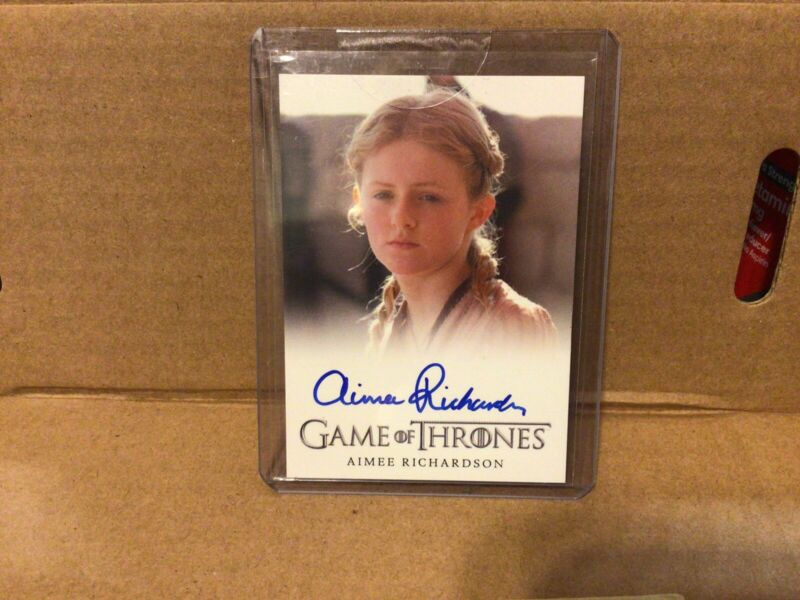 Aimee Richardson
GAME OF THRONES
AIMEE RICHARDSON